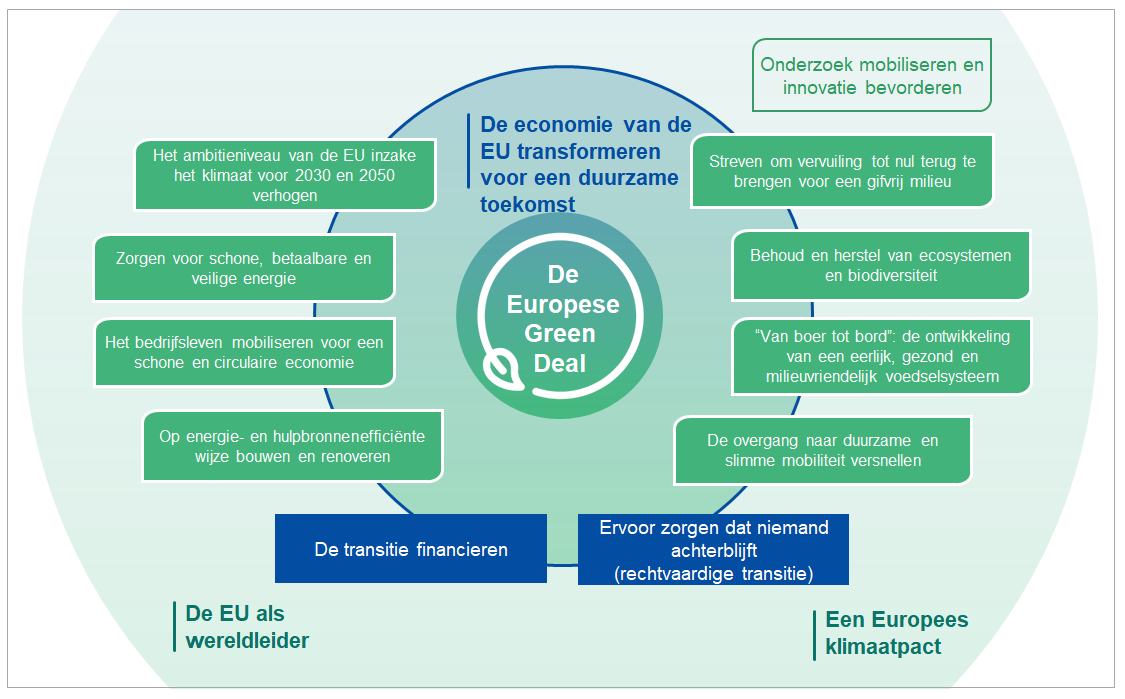 Onderzoek mobiliseren en
innovatie bevorderen
De economie van de
EU transformeren
voor een duurzame
toekomst
Het ambitieniveau van de EU inzake
het klimaat voor 2030 en 2050
verhogen
Streven om vervuiling tot nul terug te
brengen voor een gifvrij milieu
Zorgen voor schone, betaalbare en
veilige energie
Behoud en herstel van ecosystemen
en biodiversiteit
De
Europese
Green
Deal
Het bedrijfsleven mobiliseren voor een
schone en circulaire economie
“Van boer tot bord”: de ontwikkeling
van een eerlijk, gezond en
milieuvriendelijk voedselsysteem
Op energie- en hulpbronnenefficiënte
wijze bouwen en renoveren
De overgang naar duurzame en
slimme mobiliteit versnellen
De transitie financieren
Ervoor zorgen dat niemand
achterblijft
(rechtvaardige transitie)
De EU als
wereldleider
Een Europees
klimaatpact